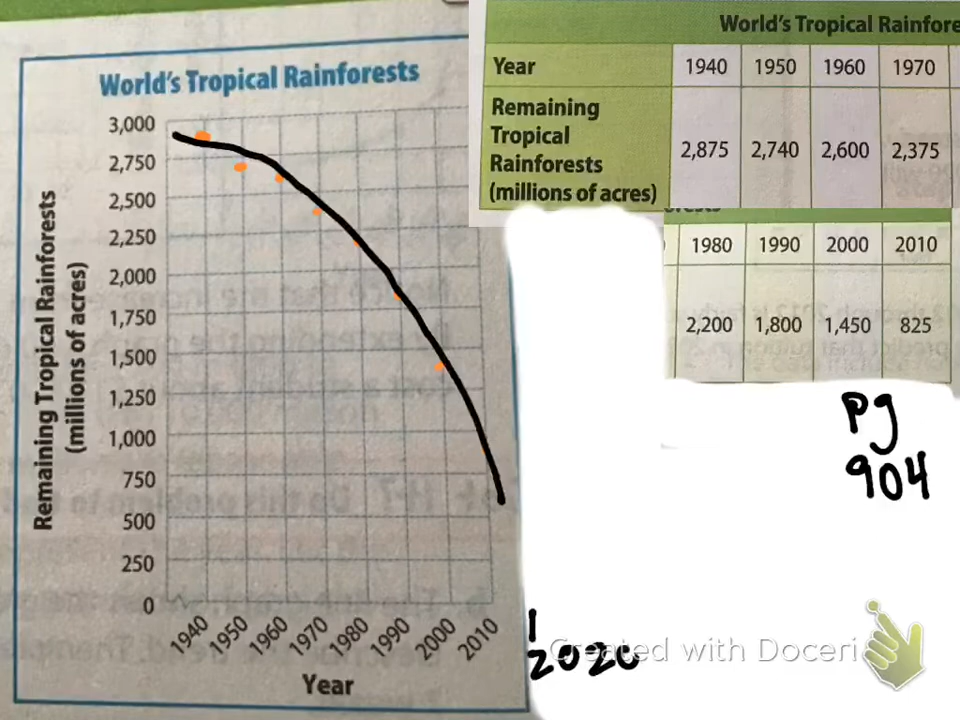 World's Tropical Rainforests
3,000
2,750
2,500
2,250
2,000
1,750
1,500
1,250
1,000
750
500
250
0
Remaining Tropical Rainforests
(millions of acres)
1940 1950 1960 1970 1980 1990 2000 2010
Year
World's Tropical Rainfore
Year 1940 1950 1960 1970
Remaining
Tropical
Rainforests
(millions of acres)
2,875 2,740 2,600 2,375
1980 1990 2000 2010
2,200 1,800 1,450 825
pg
904
2020
Created with Doceri